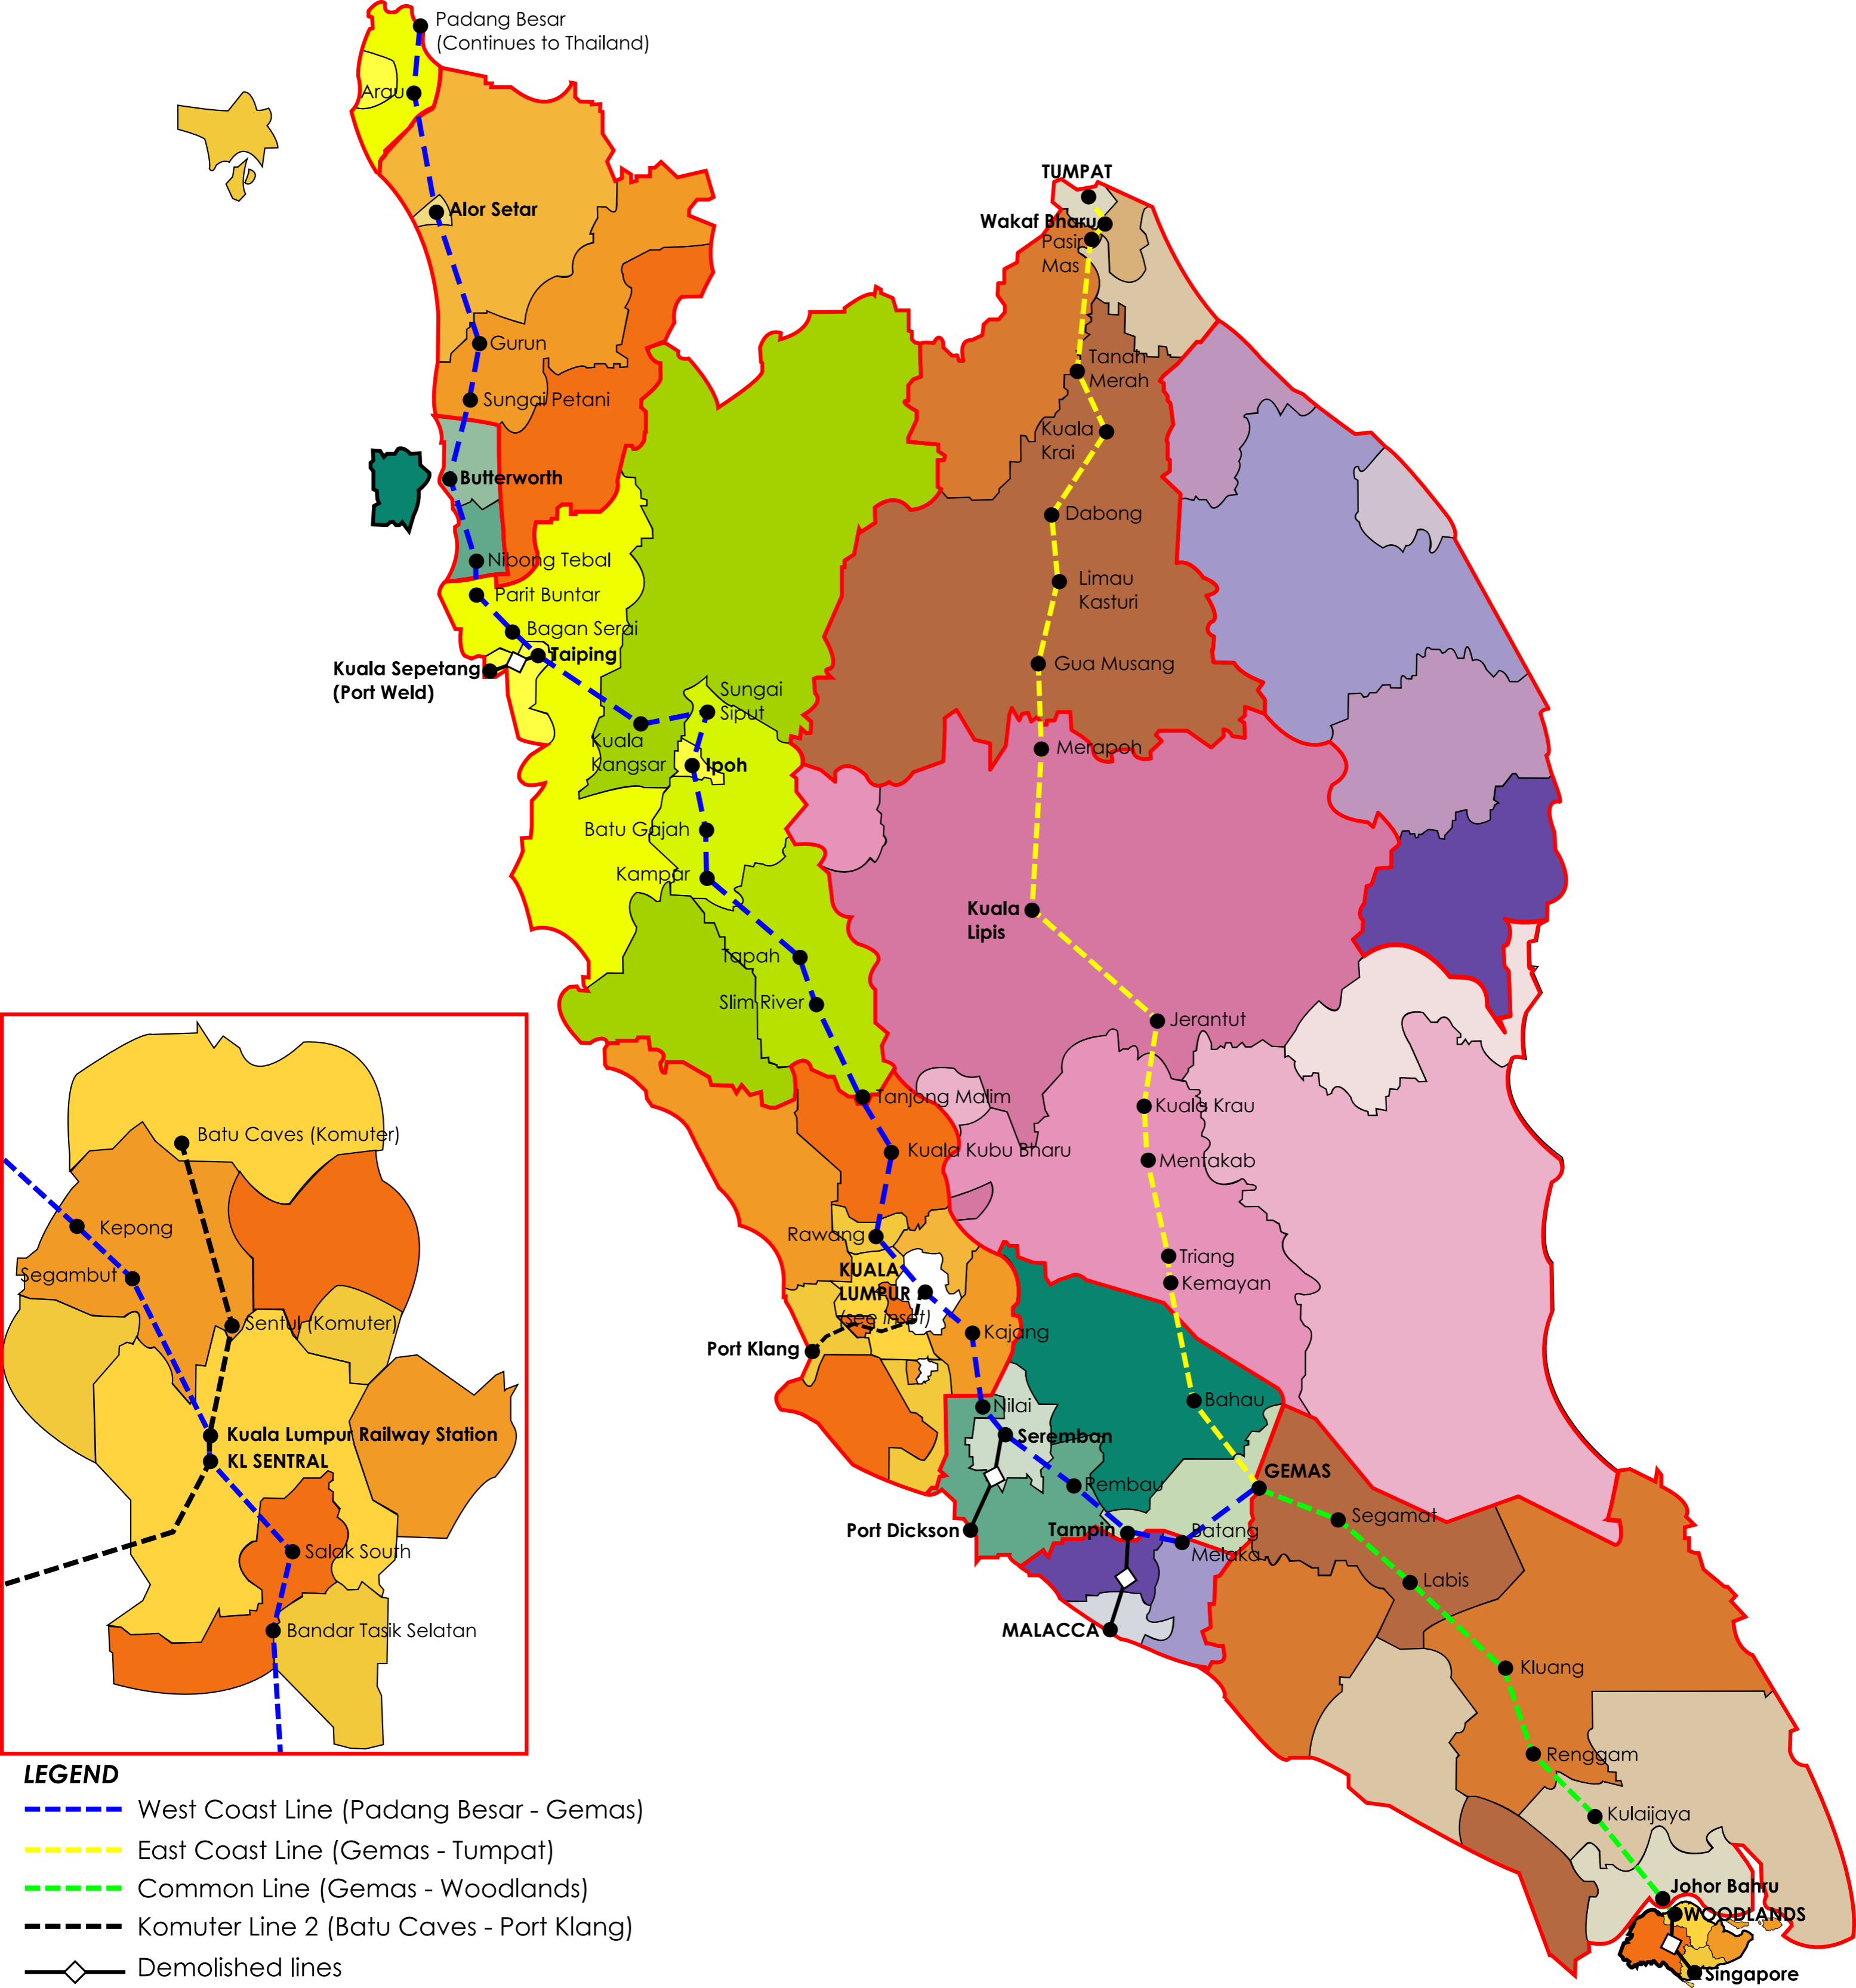 Padang Besar
(Continues to Thailand)
Arau
Alor Setar
Gurun
Sungai Petani
Butterworth
Nibong Tebal
Parit Buntar
Bagan Serai
Taiping
Kuala Sepetang
(Port Weld)
Sungai
Siput
Kuala
Kangsar
Ipoh
Batu Gajah
Kampar
Tapah
Slim River
Tanjong Malim
Kuala Kubu Bharu
Rawang
KUALA
LUMPUR
(see inset)
Kajang
Port Klang
Nilai
Seremban
Rembau
Port Dickson
Tampin
Batang
Melaka
MALACCA
TUMPAT
Wakaf Bharu
Pasir
Mas
Tanah
Merah
Kuala
Krai
Dabong
Limau
Kasturi
Gua Musang
Merapoh
Kuala
Lipis
Jerantut
Kuala Krau
Mentakab
Triang
Kemayan
Bahau
GEMAS
Segamat
Labis
Kluang
Renggam
Kulaijaya
Johor Bahru
WOODLANDS
Singapore
Batu Caves (Komuter)
Kepong
Segambut
Sentul (Komuter)
Kuala Lumpur Railway Station
KL SENTRAL
Salak South
Bandar Tasik Selatan
LEGEND
West Coast Line (Padang Besar - Gemas)
East Coast Line (Gemas - Tumpat)
Common Line (Gemas - Woodlands)
Komuter Line 2 (Batu Caves - Port Klang)
Demolished lines